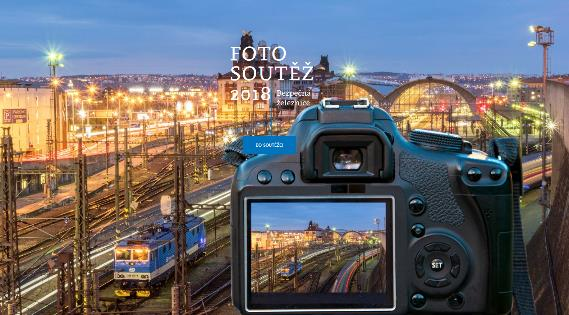 FOTO
SOUTĚŽ
2018 Bezpečná
železnice
DO SOUTĚŽE!
SET